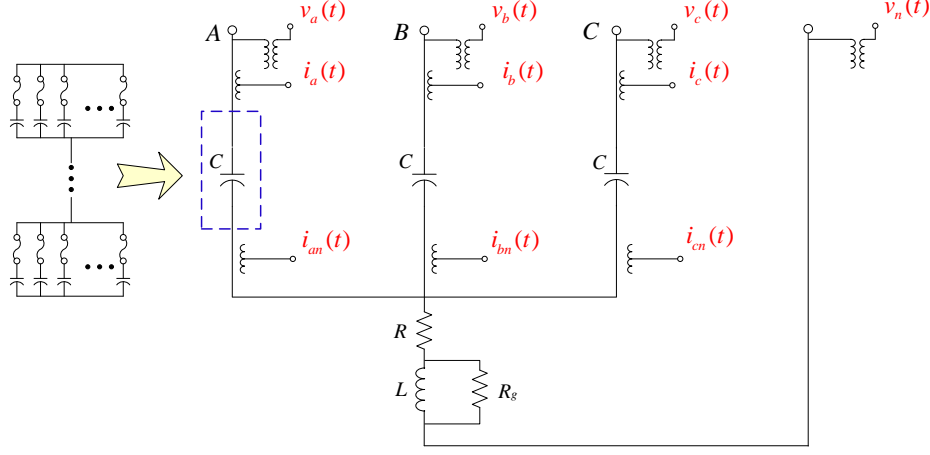 v_a(t) v_b(t) v_c(t) v_n(t)
A B C
i_a(t) i_b(t) i_c(t)
C C C
i_an(t) i_bn(t) i_cn(t)
R
L R_g